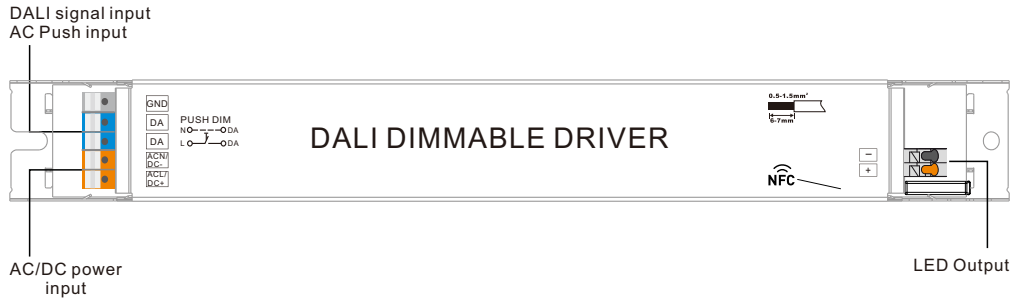 DALI signal input
AC Push input
GND
DA
DA
ACN/
DC-
ACL/
DC+
PUSH DIM
N DA
L DA
DALI DIMMABLE DRIVER
0.5-1.5mm²
6-7mm
NFC
–
+
AC/DC power
input
LED Output